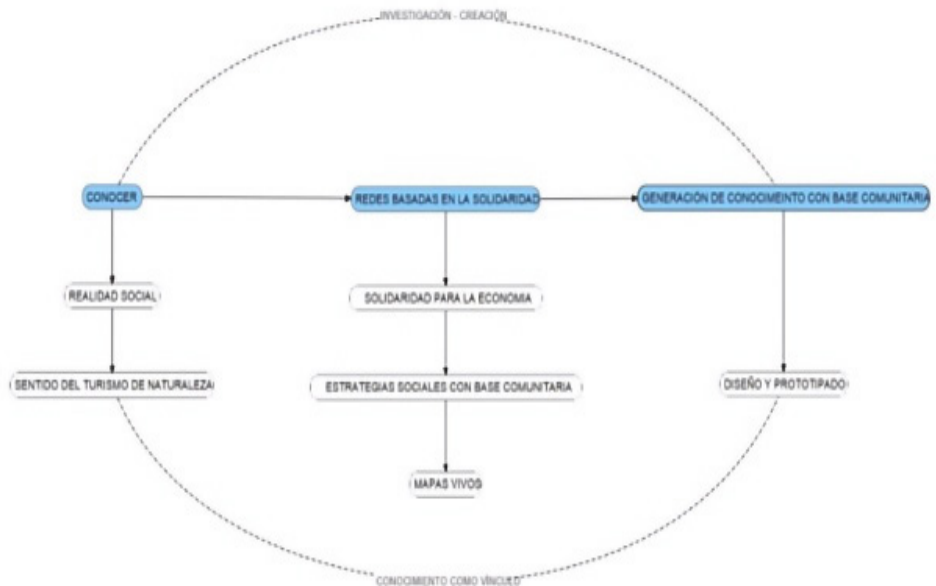 INVESTIGACIÓN - CREACIÓN
CONOCER
REDES BASADAS EN LA SOLIDARIDAD
GENERACIÓN DE CONOCIMEINTO CON BASE COMUNITARIA
REALIDAD SOCIAL
SOLIDARIDAD PARA LA ECONOMIA
SENTIDO DEL TURISMO DE NATURALEZA
ESTRATEGIAS SOCIALES CON BASE COMUNITARIA
DISEÑO Y PROTOTIPADO
MAPAS VIVOS
CONOCIMIENTO COMO VÍNCULO